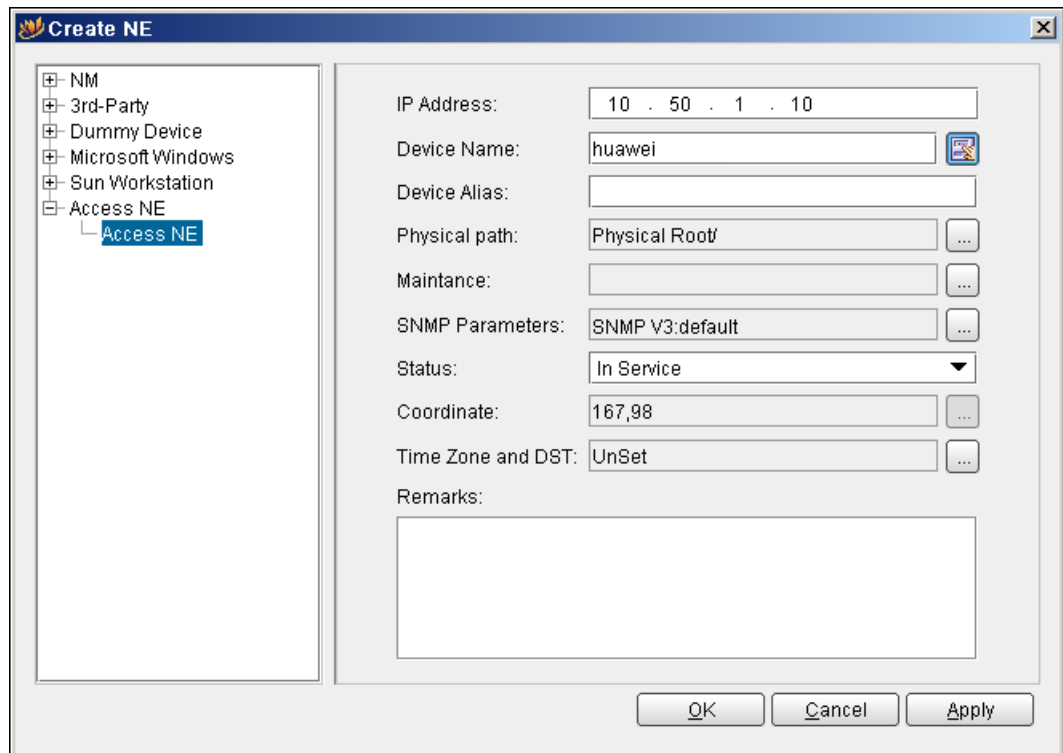 Create NE
NM
3rd-Party
Dummy Device
Microsoft Windows
Sun Workstation
Access NE
Access NE
IP Address: 10 . 50 . 1 . 10
Device Name: huawei
Device Alias:
Physical path: Physical Root/ ...
Maintance: ...
SNMP Parameters: SNMP V3:default ...
Status: In Service
Coordinate: 167,98 ...
Time Zone and DST: UnSet ...
Remarks:
OK Cancel Apply